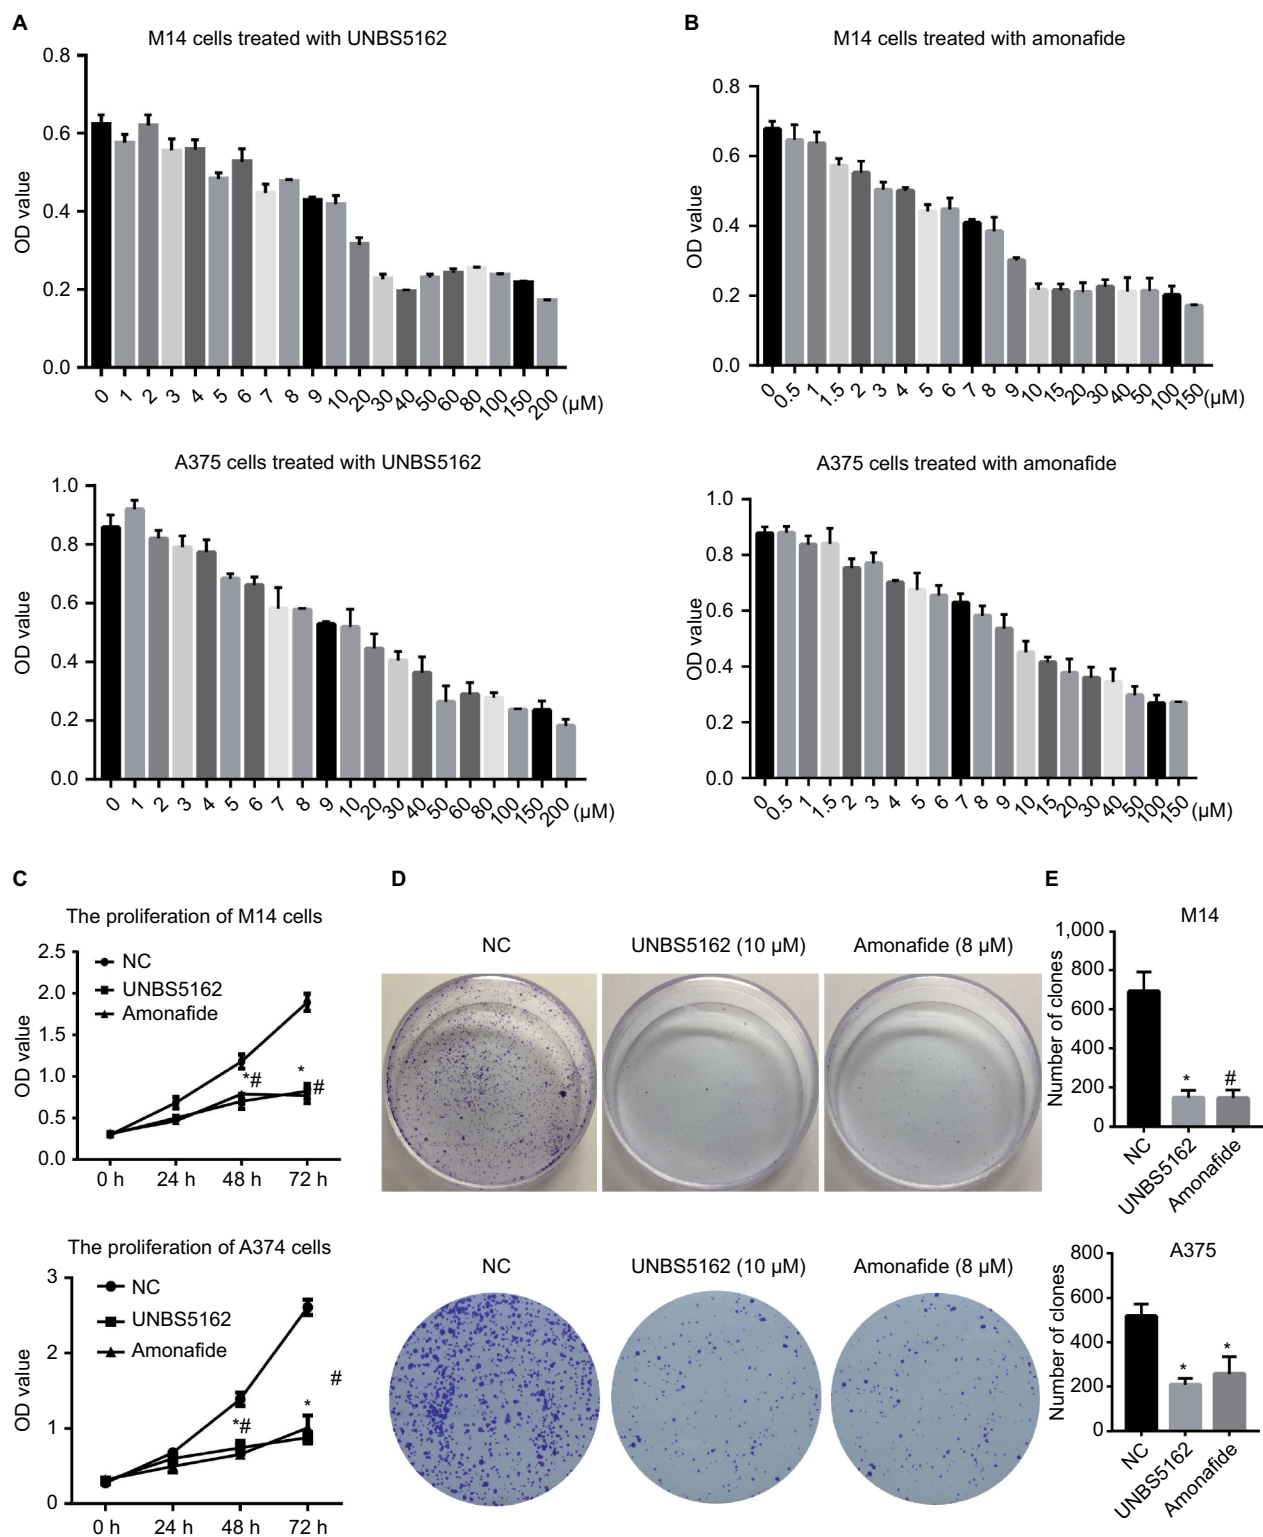 A
M14 cells treated with UNBS5162
0.8
0.6
0.4
0.2
0.0
OD value
0 1 2 3 4 5 6 7 8 9 10 20 30 40 50 60 80 100 150 200 (µM)
A375 cells treated with UNBS5162
1.0
0.8
0.6
0.4
0.2
0.0
OD value
0 1 2 3 4 5 6 7 8 9 10 20 30 40 50 60 80 100 150 200 (µM)
B
M14 cells treated with amonafide
0.8
0.6
0.4
0.2
0.0
OD value
0 0.5 1 1.5 2 3 4 5 6 7 8 9 10 15 20 30 40 50 100 150 (µM)
A375 cells treated with amonafide
1.0
0.8
0.6
0.4
0.2
0.0
OD value
0 0.5 1 1.5 2 3 4 5 6 7 8 9 10 15 20 30 40 50 100 150 (µM)
C
The proliferation of M14 cells
2.5
2.0
1.5
1.0
0.5
0.0
OD value
NC
UNBS5162
Amonafide
*#
*
#
0 h 24 h 48 h 72 h
The proliferation of A374 cells
3
2
1
0
OD value
NC
UNBS5162
Amonafide
*#
*
#
0 h 24 h 48 h 72 h
D
NC UNBS5162 (10 µM) Amonafide (8 µM)
NC UNBS5162 (10 µM) Amonafide (8 µM)
E
M14
1,000
800
600
400
200
0
Number of clones
* #
NC UNBS5162 Amonafide
A375
800
600
400
200
0
Number of clones
* *
NC UNBS5162 Amonafide